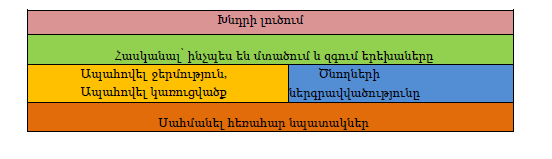 Խնդրի լուծում
Հասկանալ՝ ինչպես են մտածում և զգում երեխաները
Ապահովել ջերմություն,
Ապահովել կառուցվածք
Ծնողների
ներգրավվածությունը
Սահմանել հեռահար նպատակներ